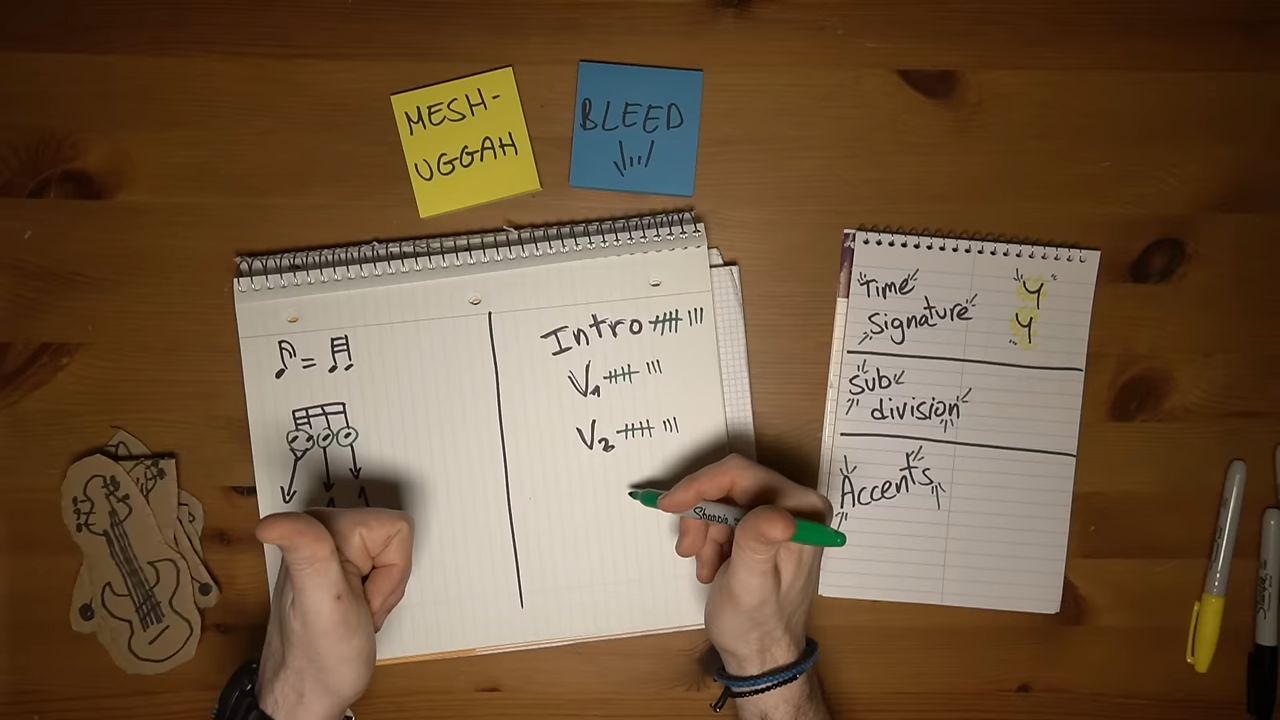 MESH-
UGGAH
BLEED
Intro
V1
V2
Time
Signature
4
4
Sub
division
Accents
Sharpie